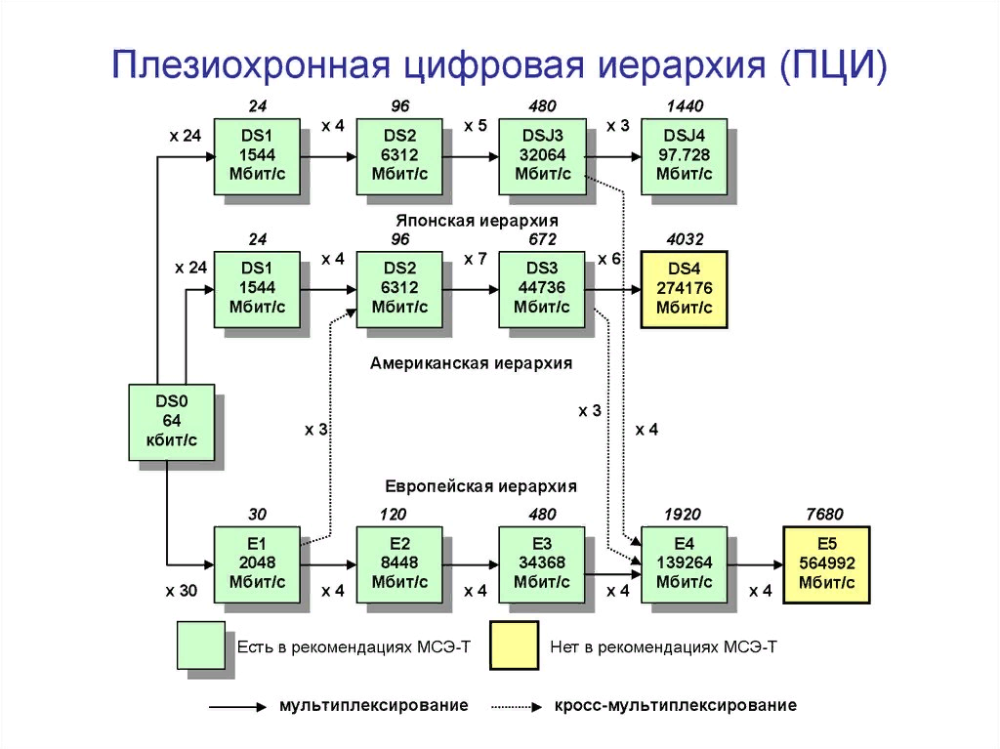 Плезиохронная цифровая иерархия (ПЦИ)
24
96
480
1440
x 24
DS1
1544
Мбит/с
x 4
DS2
6312
Мбит/с
x 5
DSJ3
32064
Мбит/с
x 3
DSJ4
97.728
Мбит/с
Японская иерархия
24
96
672
4032
x 24
DS1
1544
Мбит/с
x 4
DS2
6312
Мбит/с
x 7
DS3
44736
Мбит/с
x 6
DS4
274176
Мбит/с
Американская иерархия
DS0
64
кбит/с
x 3
x 3
x 4
Европейская иерархия
30
120
480
1920
7680
x 30
E1
2048
Мбит/с
x 4
E2
8448
Мбит/с
x 4
E3
34368
Мбит/с
x 4
E4
139264
Мбит/с
x 4
E5
564992
Мбит/с
Есть в рекомендациях МСЭ-Т
Нет в рекомендациях МСЭ-Т
мультиплексирование
кросс-мультиплексирование